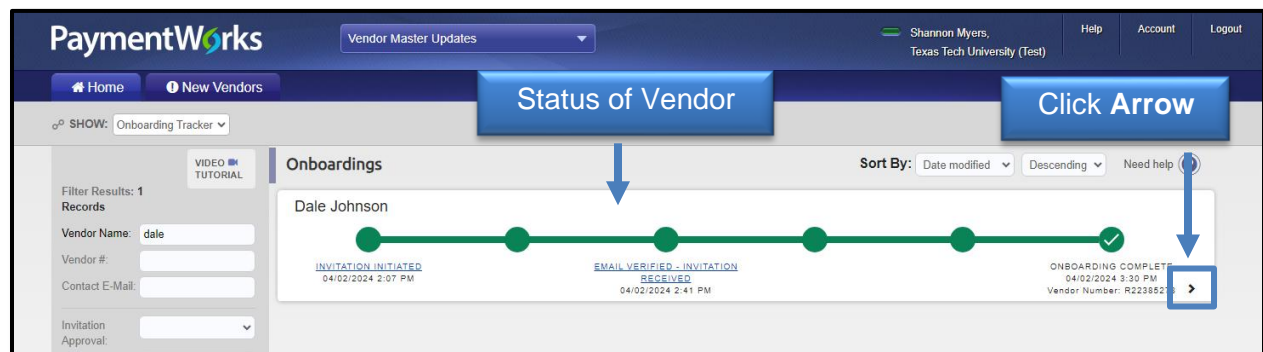 PaymentWorks
Vendor Master Updates
Shannon Myers,
Texas Tech University (Test)
Help
Account
Logout
Home
New Vendors
Status of Vendor
Click Arrow
SHOW: Onboarding Tracker
VIDEO
TUTORIAL
Onboardings
Sort By: Date modified
Descending
Need help
Filter Results: 1
Records
Vendor Name: dale
Vendor #:
Contact E-Mail:
Invitation
Approval:
Dale Johnson
INVITATION INITIATED
04/02/2024 2:07 PM
EMAIL VERIFIED - INVITATION
RECEIVED
04/02/2024 2:41 PM
ONBOARDING COMPLETE
04/02/2024 3:30 PM
Vendor Number: